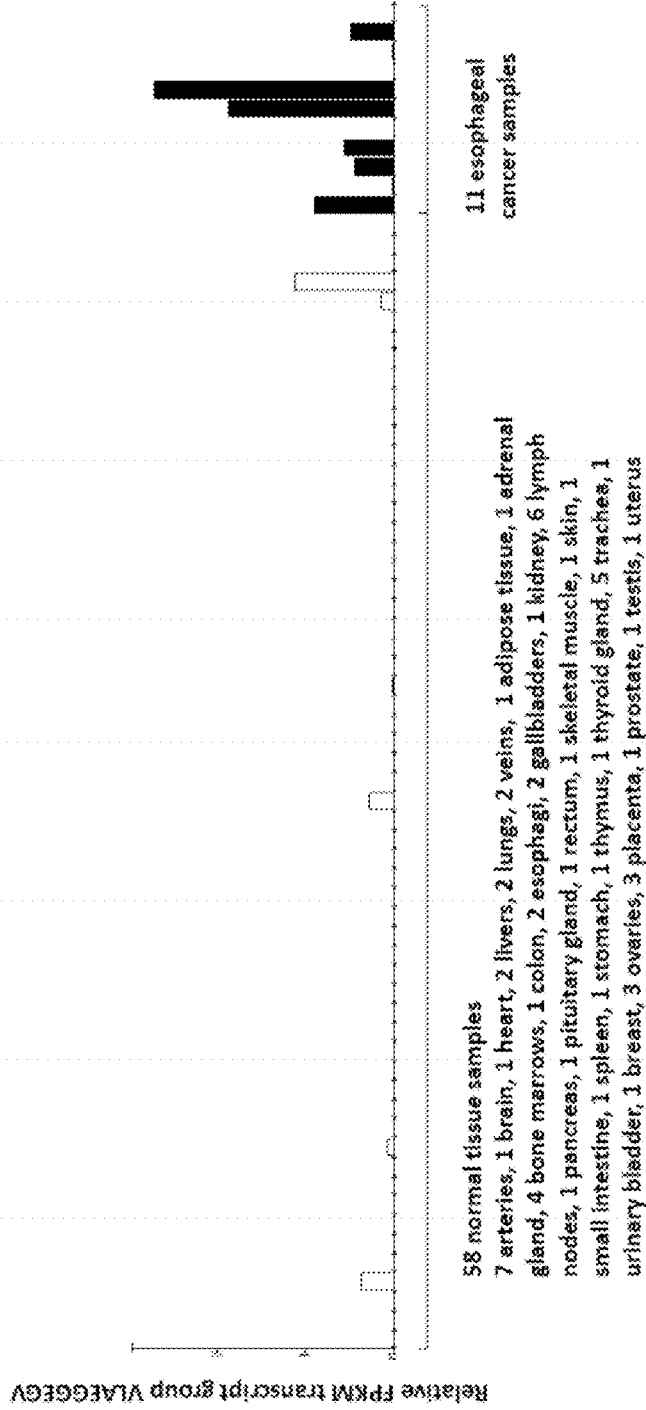 Relative FPKM transcript group VLAEGGEGV
58 normal tissue samples
7 arteries, 1 brain, 1 heart, 2 livers, 2 lungs, 2 veins, 1 adipose tissue, 1 adrenal
gland, 4 bone marrows, 1 colon, 2 esophagi, 2 gallbladders, 1 kidney, 6 lymph
nodes, 1 pancreas, 1 pituitary gland, 1 rectum, 1 skeletal muscle, 1 skin, 1
small intestine, 1 spleen, 1 stomach, 1 thymus, 1 thyroid gland, 5 trachea, 1
urinary bladder, 1 breast, 3 ovaries, 3 placenta, 1 prostate, 1 testis, 1 uterus
11 esophageal
cancer samples